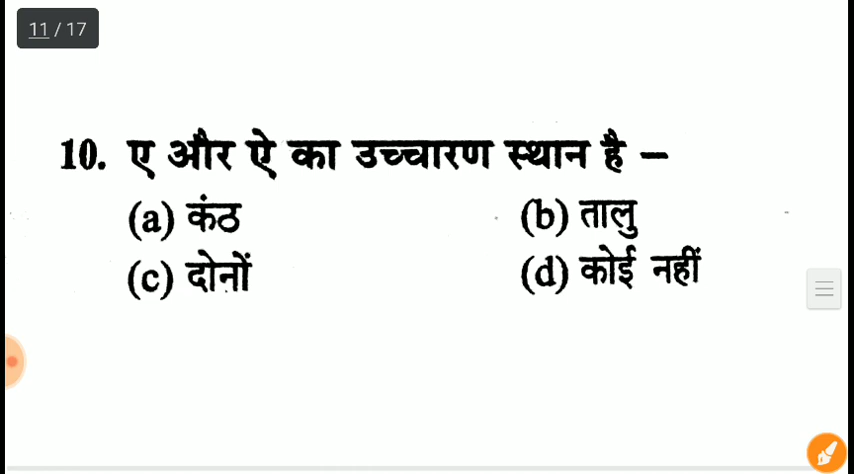 11 / 17
10. ए और ऐ का उच्चारण स्थान है –
(a) कंठ (b) तालु
(c) दोनों (d) कोई नहीं